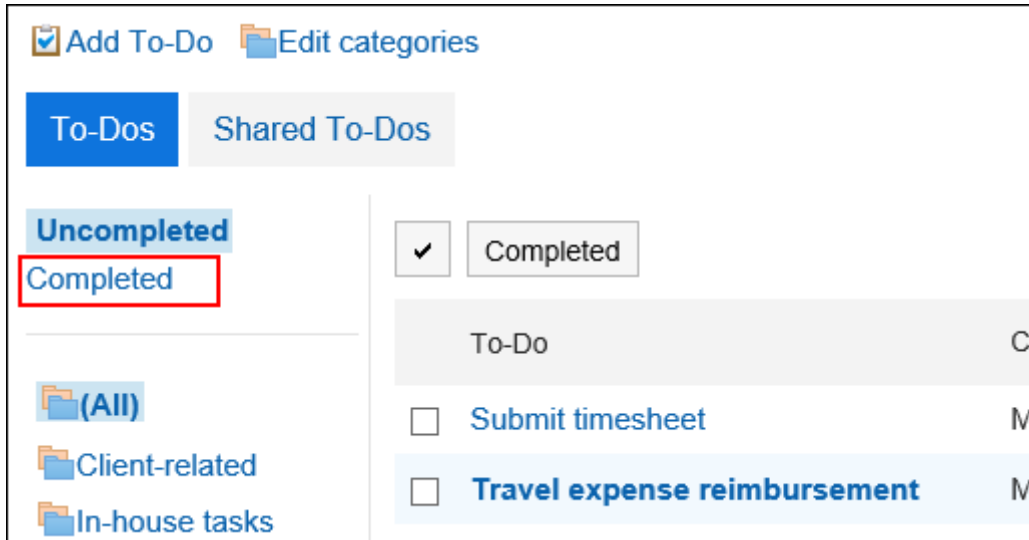 Add To-Do Edit categories
To-Dos Shared To-Dos
Uncompleted
Completed
Completed
To-Do
(All)
Submit timesheet
Client-related
Travel expense reimbursement
In-house tasks